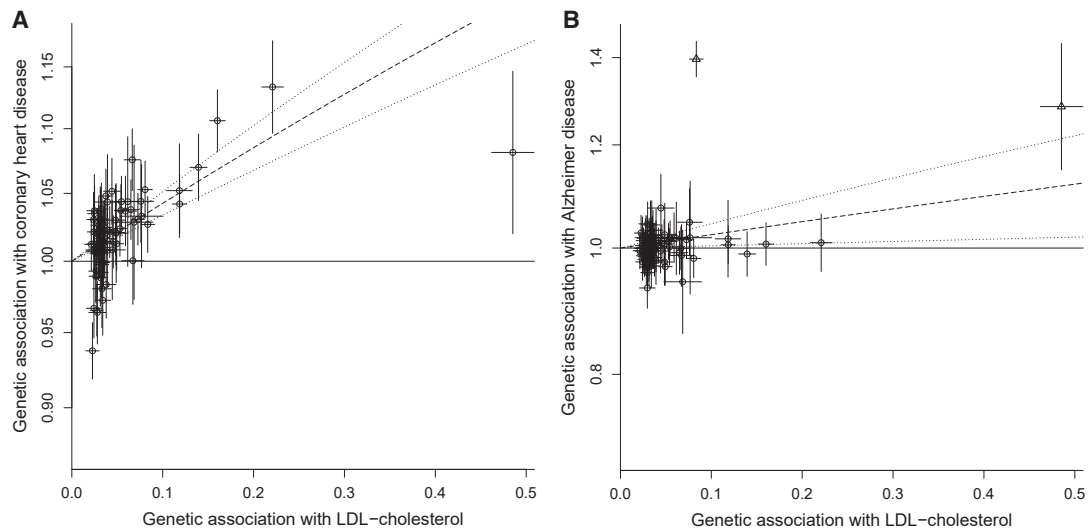 A
Genetic association with coronary heart disease
1.15
1.10
1.05
1.00
0.95
0.90
0.0 0.1 0.2 0.3 0.4 0.5
Genetic association with LDL−cholesterol
B
Genetic association with Alzheimer disease
1.4
1.2
1.0
0.8
0.0 0.1 0.2 0.3 0.4 0.5
Genetic association with LDL−cholesterol